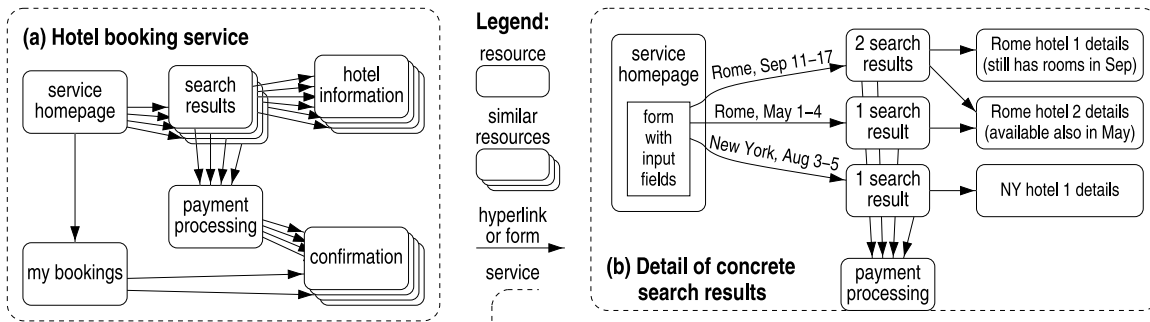 (a) Hotel booking service
service
homepage
search
results
hotel
information
payment
processing
my bookings
confirmation
Legend:
resource
similar
resources
hyperlink
or form
service
service
homepage
form
with
input
fields
Rome, Sep 11–17
Rome, May 1–4
New York, Aug 3–5
2 search
results
1 search
result
1 search
result
Rome hotel 1 details
(still has rooms in Sep)
Rome hotel 2 details
(available also in May)
NY hotel 1 details
payment
processing
(b) Detail of concrete
search results